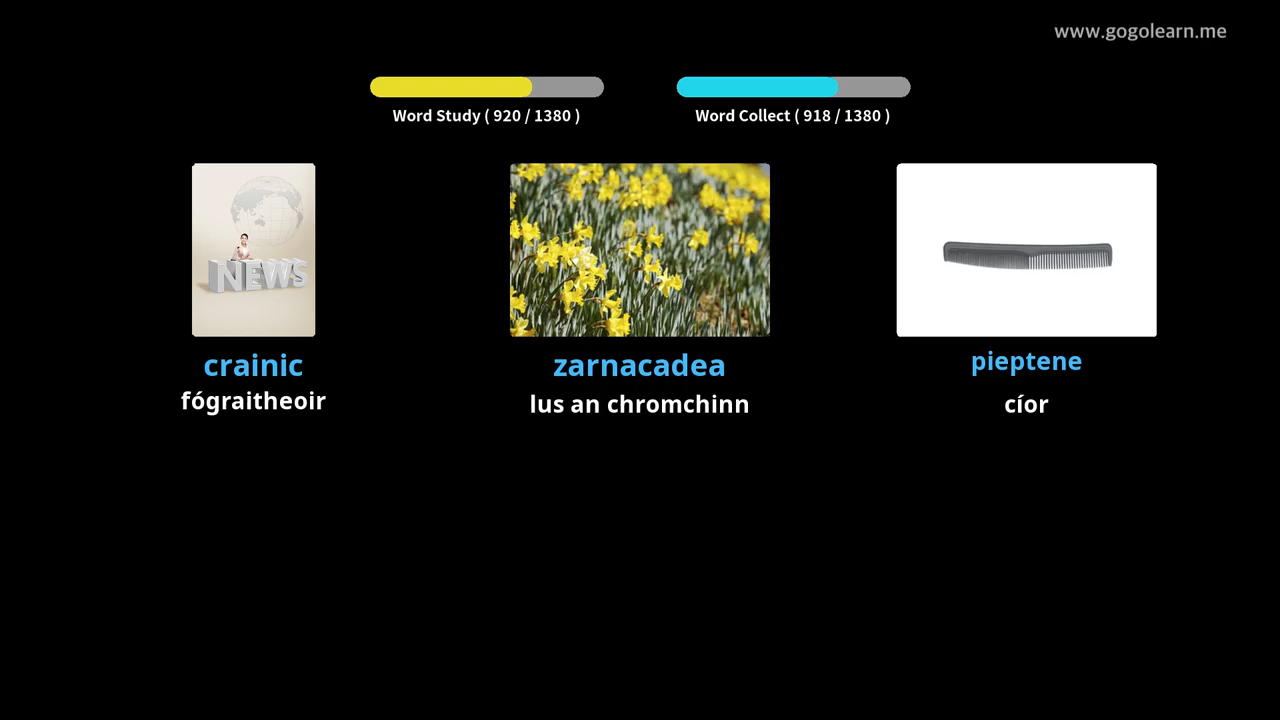 www.gogolearn.me
Word Study ( 920 / 1380 )
Word Collect ( 918 / 1380 )
NEWS
crainic
fógraitheoir
zarnacadea
lus an chromchinn
pieptene
cíor